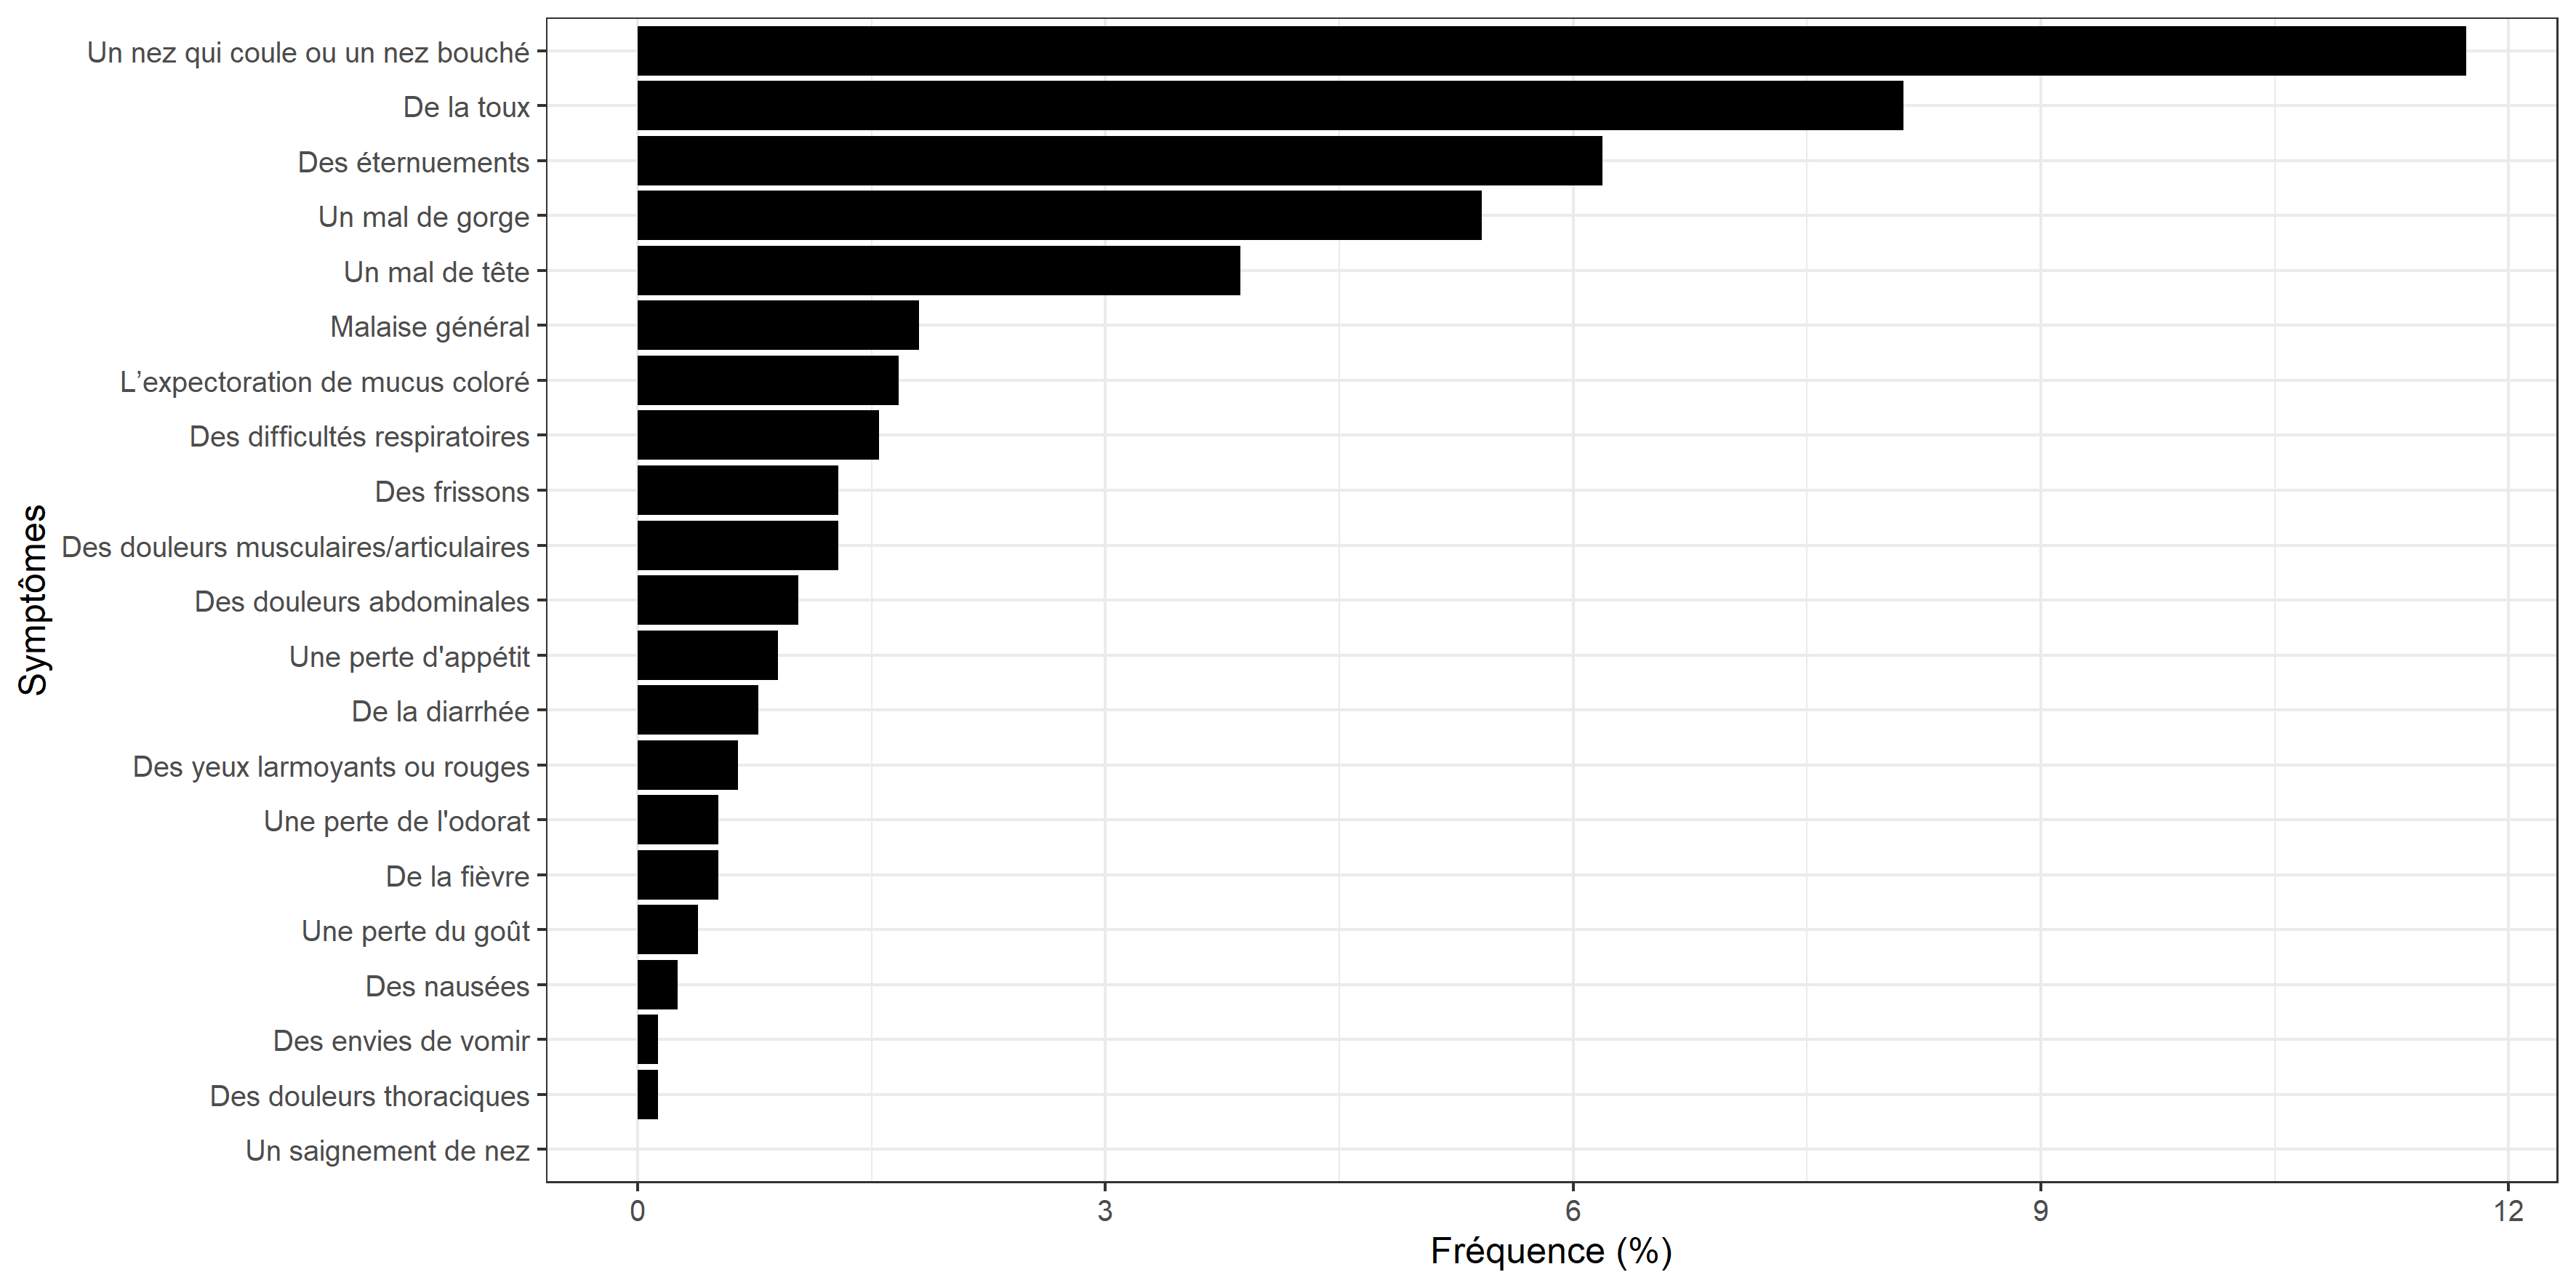 Un nez qui coule ou un nez bouché
De la toux
Des éternuements
Un mal de gorge
Un mal de tête
Malaise général
L’expectoration de mucus coloré
Des difficultés respiratoires
Des frissons
Des douleurs musculaires/articulaires
Des douleurs abdominales
Une perte d'appétit
De la diarrhée
Des yeux larmoyants ou rouges
Une perte de l'odorat
De la fièvre
Une perte du goût
Des nausées
Des envies de vomir
Des douleurs thoraciques
Un saignement de nez
Symptômes
0 3 6 9 12
Fréquence (%)